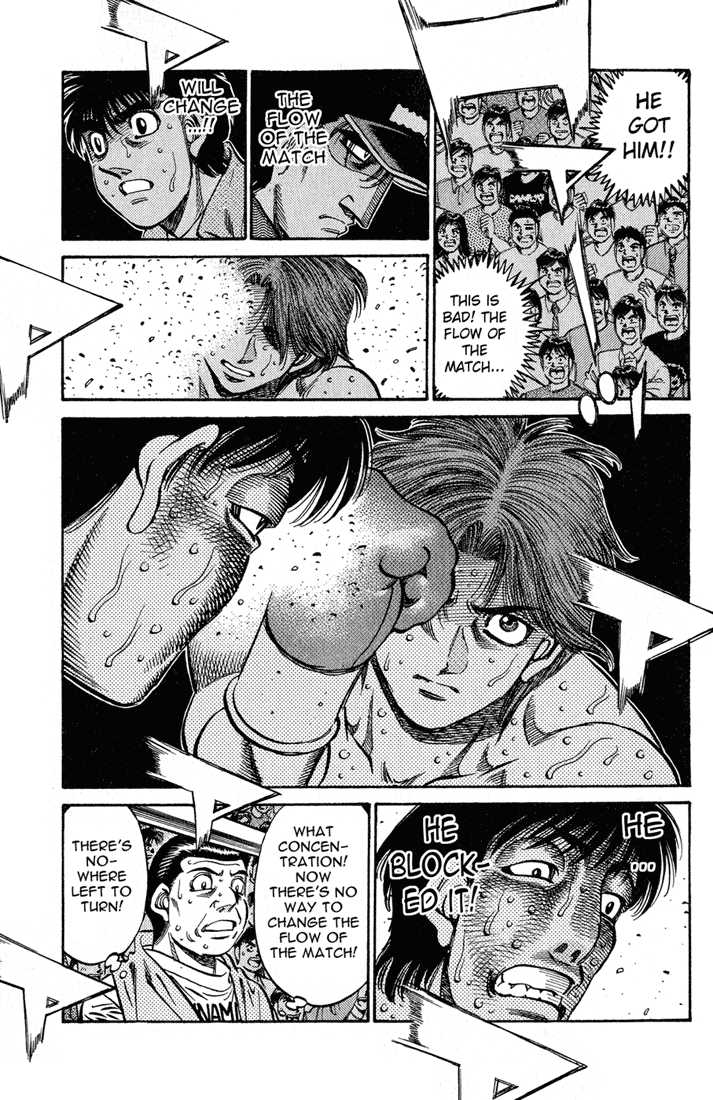 HE
GOT
HIM!!
THIS IS
BAD! THE
FLOW OF
THE
MATCH...
THE
FLOW
OF THE
MATCH
WILL
CHANGE
...!!
HE
...
HE
BLOCK-
ED IT!
WHAT
CONCEN-
TRATION!
NOW
THERE'S NO
WAY TO
CHANGE THE
FLOW OF
THE MATCH!
THERE'S
NO-
WHERE
LEFT TO
TURN!